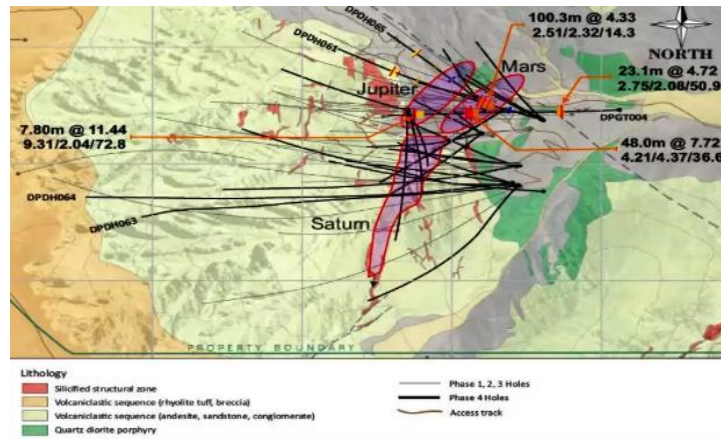 DPDH065
DPDH061
100.3m @ 4.33
2.51/2.32/14.3
NORTH
Mars
23.1m @ 4.72
2.75/2.08/50.9
Jupiter
DPGT004
7.80m @ 11.44
9.31/2.04/72.8
48.0m @ 7.72
4.21/4.37/36.6
DPDH064
DPDH063
Saturn
PROPERTY BOUNDARY
Lithology
Silicified structural zone
Volcaniclastic sequence (rhyolite tuff, breccia)
Volcaniclastic sequence (andesite, sandstone, conglomerate)
Quartz diorite porphyry
Phase 1, 2, 3 Holes
Phase 4 Holes
Access track